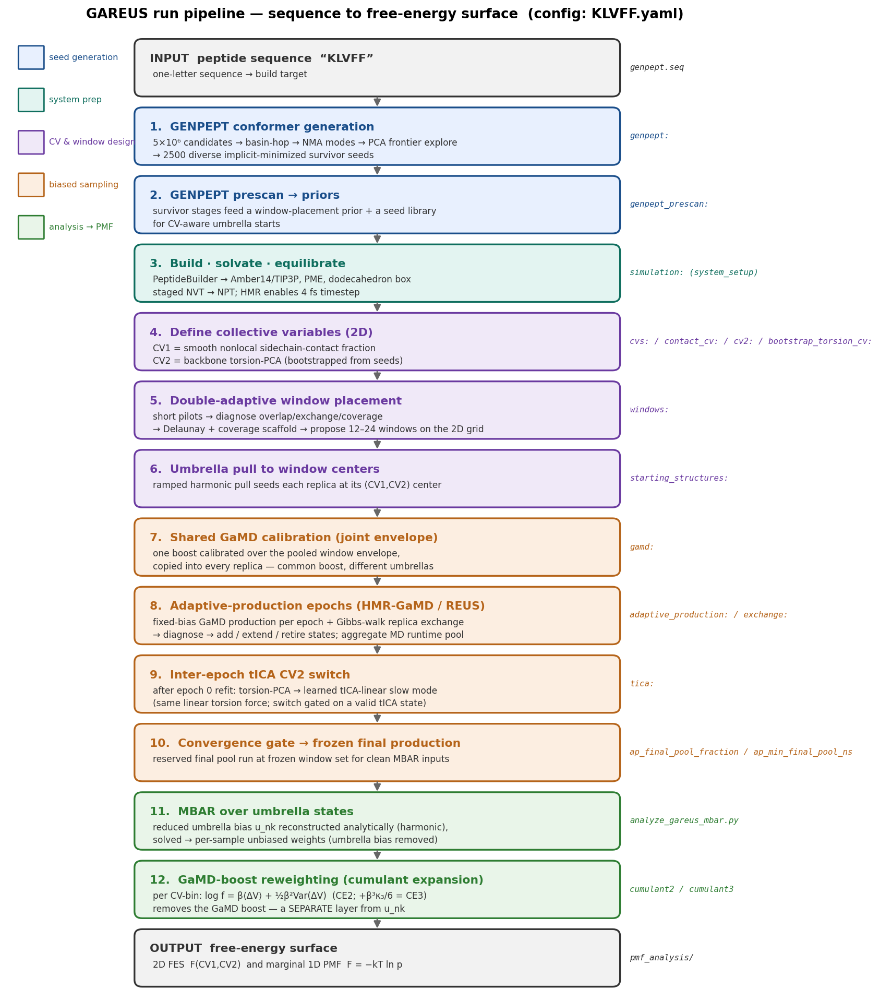 GAREUS run pipeline — sequence to free-energy surface  (config: KLVFF.yaml)
seed generation
system prep
CV & window design
biased sampling
analysis → PMF
INPUT  peptide sequence  “KLVFF”
one-letter sequence → build target
genpept.seq
1.  GENPEPT conformer generation
5×10⁶ candidates → basin-hop → NMA modes → PCA frontier explore
→ 2500 diverse implicit-minimized survivor seeds
genpept:
2.  GENPEPT prescan → priors
survivor stages feed a window-placement prior + a seed library
for CV-aware umbrella starts
genpept_prescan:
3.  Build · solvate · equilibrate
PeptideBuilder → Amber14/TIP3P, PME, dodecahedron box
staged NVT → NPT; HMR enables 4 fs timestep
simulation: (system_setup)
4.  Define collective variables (2D)
CV1 = smooth nonlocal sidechain-contact fraction
CV2 = backbone torsion-PCA (bootstrapped from seeds)
cvs: / contact_cv: / cv2: / bootstrap_torsion_cv:
5.  Double-adaptive window placement
short pilots → diagnose overlap/exchange/coverage
→ Delaunay + coverage scaffold → propose 12–24 windows on the 2D grid
windows:
6.  Umbrella pull to window centers
ramped harmonic pull seeds each replica at its (CV1,CV2) center
starting_structures:
7.  Shared GaMD calibration (joint envelope)
one boost calibrated over the pooled window envelope,
copied into every replica — common boost, different umbrellas
gamd:
8.  Adaptive-production epochs (HMR-GaMD / REUS)
fixed-bias GaMD production per epoch + Gibbs-walk replica exchange
→ diagnose → add / extend / retire states; aggregate MD runtime pool
adaptive_production: / exchange:
9.  Inter-epoch tICA CV2 switch
after epoch 0 refit: torsion-PCA → learned tICA-linear slow mode
(same linear torsion force; switch gated on a valid tICA state)
tica:
10.  Convergence gate → frozen final production
reserved final pool run at frozen window set for clean MBAR inputs
ap_final_pool_fraction / ap_min_final_pool_ns
11.  MBAR over umbrella states
reduced umbrella bias u_nk reconstructed analytically (harmonic),
solved → per-sample unbiased weights (umbrella bias removed)
analyze_gareus_mbar.py
12.  GaMD-boost reweighting (cumulant expansion)
per CV-bin: log f = β⟨ΔV⟩ + ½β²Var(ΔV)  (CE2; +β³κ₃/6 = CE3)
removes the GaMD boost — a SEPARATE layer from u_nk
cumulant2 / cumulant3
OUTPUT  free-energy surface
2D FES  F(CV1,CV2)  and marginal 1D PMF  F = −kT ln p
pmf_analysis/